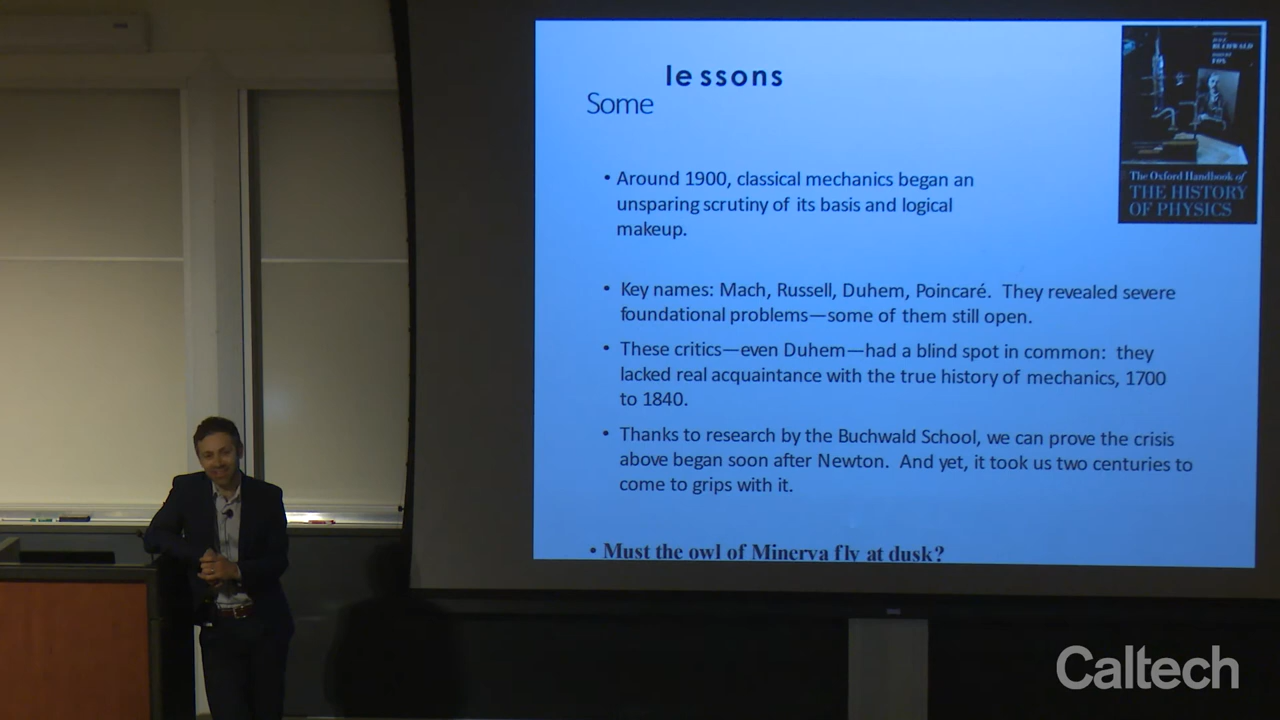 le ssons
Some
• Around 1900, classical mechanics began an
unsparing scrutiny of its basis and logical
makeup.
• Key names: Mach, Russell, Duhem, Poincaré. They revealed severe
foundational problems—some of them still open.
• These critics—even Duhem—had a blind spot in common: they
lacked real acquaintance with the true history of mechanics, 1700
to 1840.
• Thanks to research by the Buchwald School, we can prove the crisis
above began soon after Newton. And yet, it took us two centuries to
come to grips with it.
• Must the owl of Minerva fly at dusk?
BUCHWALD
FOX
The Oxford Handbook of
THE HISTORY
OF PHYSICS
Caltech